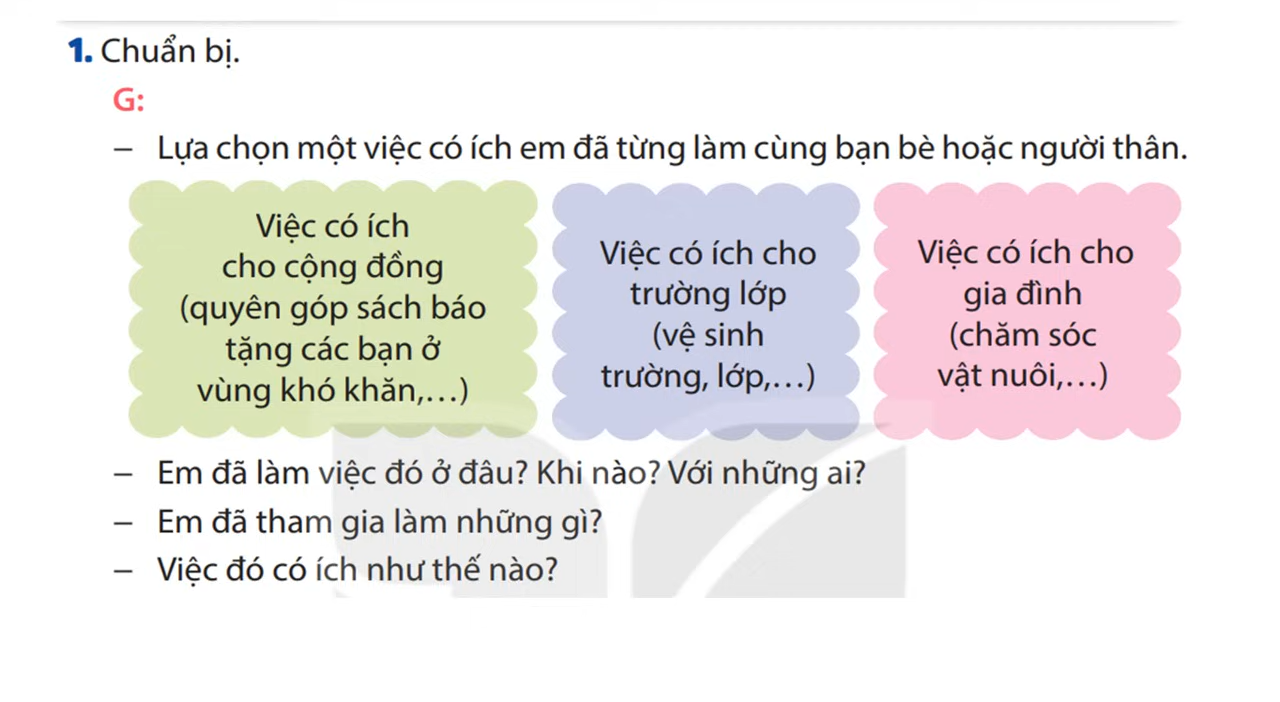 1. Chuẩn bị.
G:
– Lựa chọn một việc có ích em đã từng làm cùng bạn bè hoặc người thân.
Việc có ích
cho cộng đồng
(quyên góp sách báo
tặng các bạn ở
vùng khó khăn,...)
Việc có ích cho
trường lớp
(vệ sinh
trường, lớp,...)
Việc có ích cho
gia đình
(chăm sóc
vật nuôi,...)
– Em đã làm việc đó ở đâu? Khi nào? Với những ai?
– Em đã tham gia làm những gì?
– Việc đó có ích như thế nào?